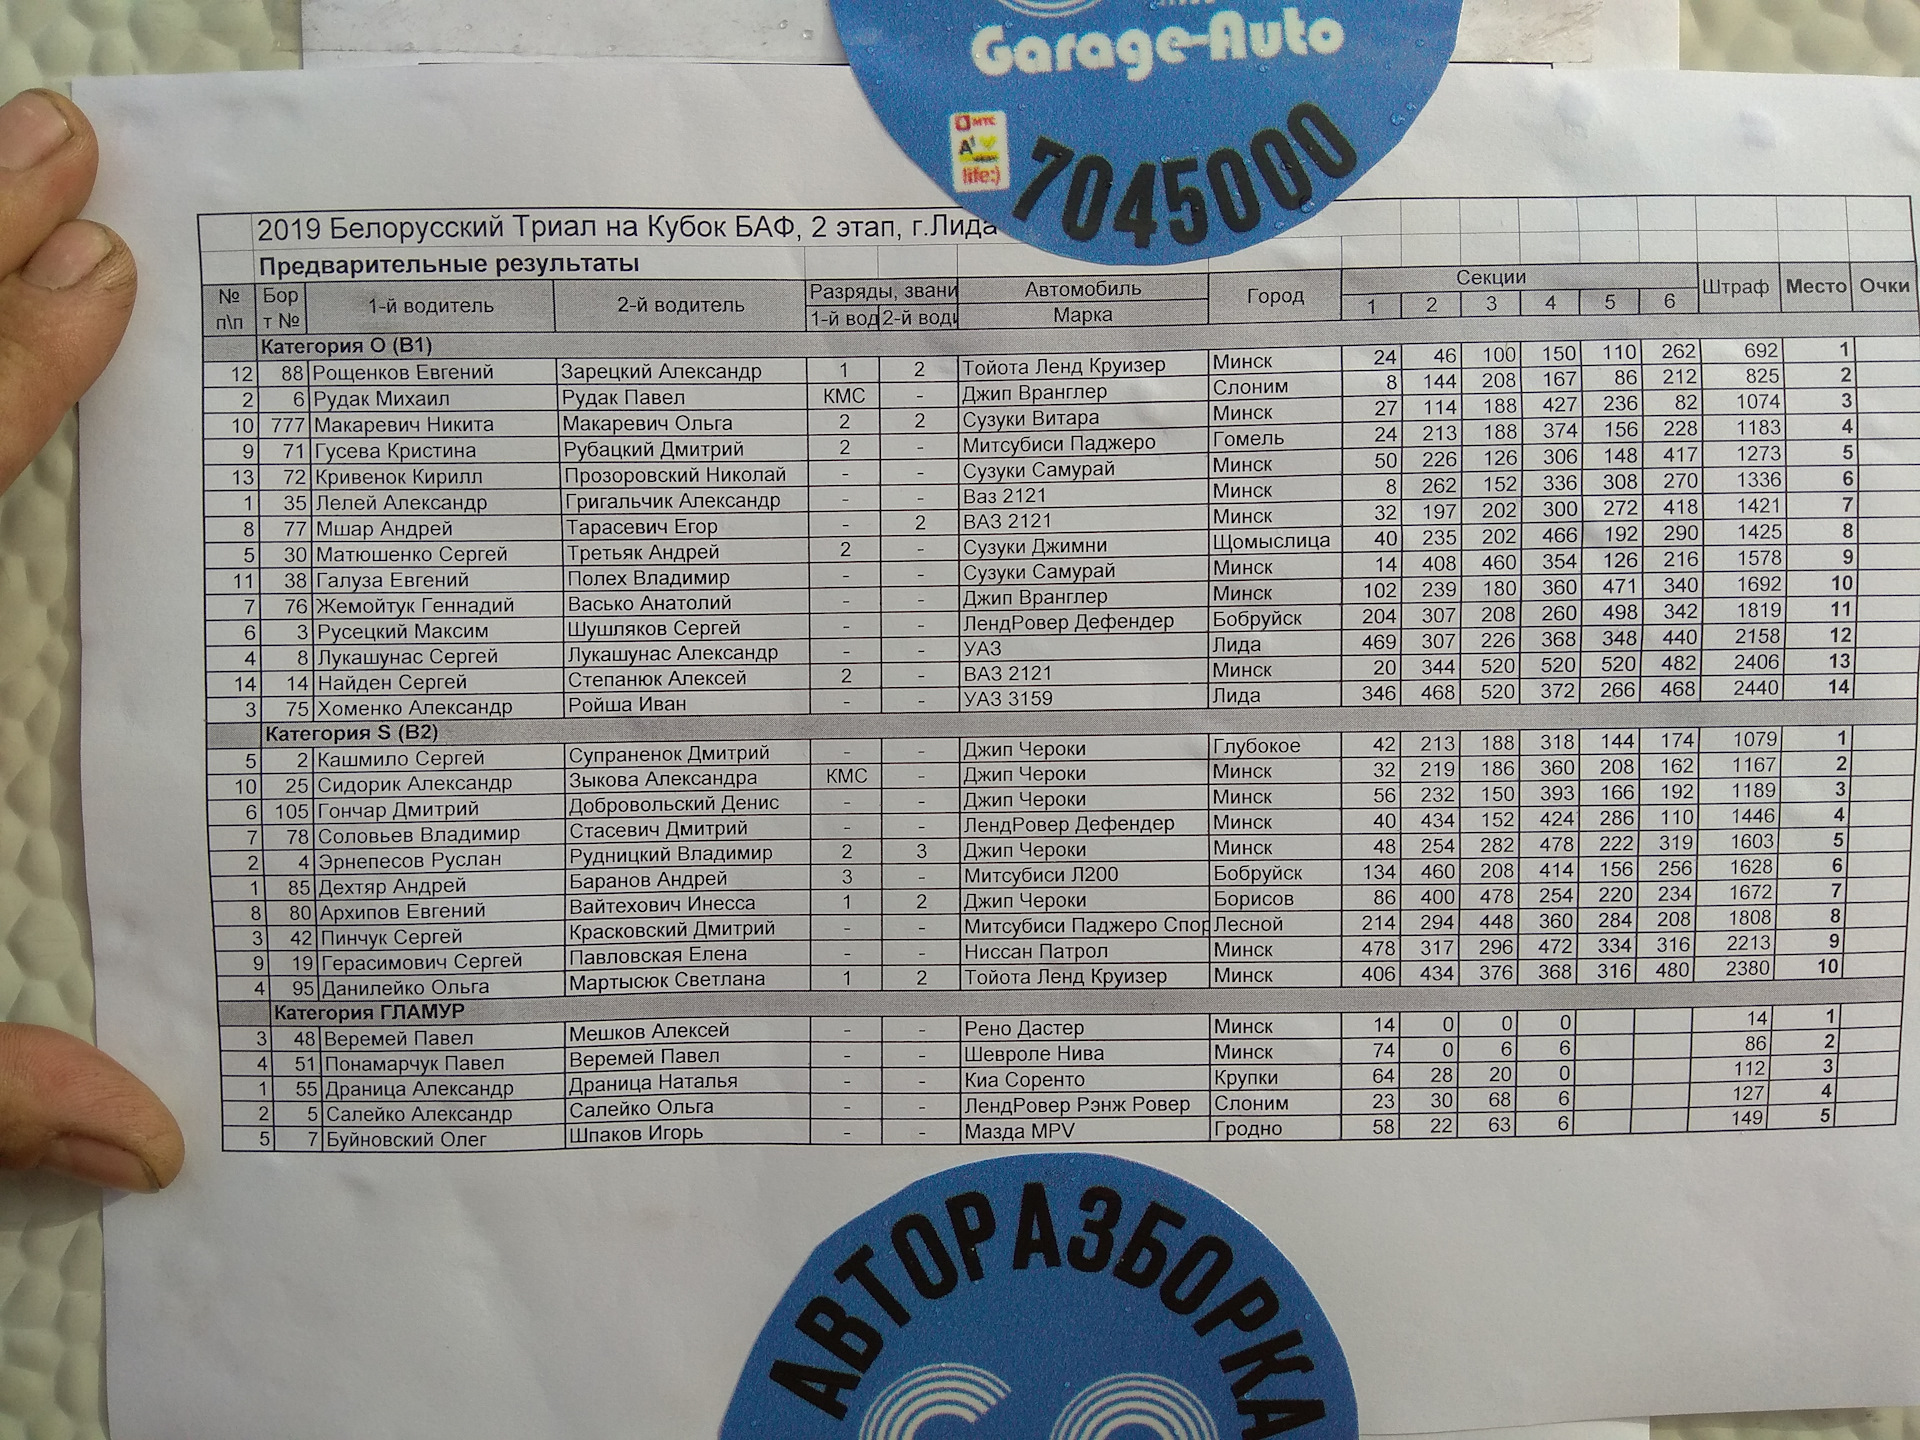 Garage-Auto
МТС
A1
life:)
7045000
2019 Белорусский Триал на Кубок БАФ, 2 этап, г.Лида
Предварительные результаты
№ п\п Бор т № 1-й водитель 2-й водитель Разряды, звани Автомобиль Город Секции Штраф Место Очки
1-й вод 2-й води Марка 1 2 3 4 5 6
Категория О (В1)
12 88 Рощенков Евгений Зарецкий Александр 1 2 Тойота Ленд Круизер Минск 24 46 100 150 110 262 692 1
2 6 Рудак Михаил Рудак Павел КМС - Джип Вранглер Слоним 8 144 208 167 86 212 825 2
10 777 Макаревич Никита Макаревич Ольга 2 2 Сузуки Витара Минск 27 114 188 427 236 82 1074 3
9 71 Гусева Кристина Рубацкий Дмитрий 2 - Митсубиси Паджеро Гомель 24 213 188 374 156 228 1183 4
13 72 Кривенок Кирилл Прозоровский Николай - - Сузуки Самурай Минск 50 226 126 306 148 417 1273 5
1 35 Лелей Александр Григальчик Александр - - Ваз 2121 Минск 8 262 152 336 308 270 1336 6
8 77 Мшар Андрей Тарасевич Егор - 2 ВАЗ 2121 Минск 32 197 202 300 272 418 1421 7
5 30 Матюшенко Сергей Третьяк Андрей 2 - Сузуки Джимни Щомыслица 40 235 202 466 192 290 1425 8
11 38 Галуза Евгений Полех Владимир - - Сузуки Самурай Минск 14 408 460 354 126 216 1578 9
7 76 Жемойтук Геннадий Васько Анатолий - - Джип Вранглер Минск 102 239 180 360 471 340 1692 10
6 3 Русецкий Максим Шушляков Сергей - - ЛендРовер Дефендер Бобруйск 204 307 208 260 498 342 1819 11
4 8 Лукашунас Сергей Лукашунас Александр - - УАЗ Лида 469 307 226 368 348 440 2158 12
14 14 Найден Сергей Степанюк Алексей 2 - ВАЗ 2121 Минск 20 344 520 520 520 482 2406 13
3 75 Хоменко Александр Ройша Иван - - УАЗ 3159 Лида 346 468 520 372 266 468 2440 14
Категория S (В2)
5 2 Кашмило Сергей Супраненок Дмитрий - - Джип Чероки Глубокое 42 213 188 318 144 174 1079 1
10 25 Сидорик Александр Зыкова Александра КМС - Джип Чероки Минск 32 219 186 360 208 162 1167 2
6 105 Гончар Дмитрий Добровольский Денис - - Джип Чероки Минск 56 232 150 393 166 192 1189 3
7 78 Соловьев Владимир Стасевич Дмитрий - - ЛендРовер Дефендер Минск 40 434 152 424 286 110 1446 4
2 4 Эрнепесов Руслан Рудницкий Владимир 2 3 Джип Чероки Минск 48 254 282 478 222 319 1603 5
1 85 Дехтяр Андрей Баранов Андрей 3 - Митсубиси Л200 Бобруйск 134 460 208 414 156 256 1628 6
8 80 Архипов Евгений Вайтехович Инесса 1 2 Джип Чероки Борисов 86 400 478 254 220 234 1672 7
3 42 Пинчук Сергей Красковский Дмитрий - - Митсубиси Паджеро Спор Лесной 214 294 448 360 284 208 1808 8
9 19 Герасимович Сергей Павловская Елена - - Ниссан Патрол Минск 478 317 296 472 334 316 2213 9
4 95 Данилейко Ольга Мартысюк Светлана 1 2 Тойота Ленд Круизер Минск 406 434 376 368 316 480 2380 10
Категория ГЛАМУР
3 48 Веремей Павел Мешков Алексей - - Рено Дастер Минск 14 0 0 0 14 1
4 51 Понамарчук Павел Веремей Павел - - Шевроле Нива Минск 74 0 6 6 86 2
1 55 Драница Александр Драница Наталья - - Киа Соренто Крупки 64 28 20 0 112 3
2 5 Салейко Александр Салейко Ольга - - ЛендРовер Рэнж Ровер Слоним 23 30 68 6 127 4
5 7 Буйновский Олег Шпаков Игорь - - Мазда MPV Гродно 58 22 63 6 149 5
АВТОРАЗБОРКА